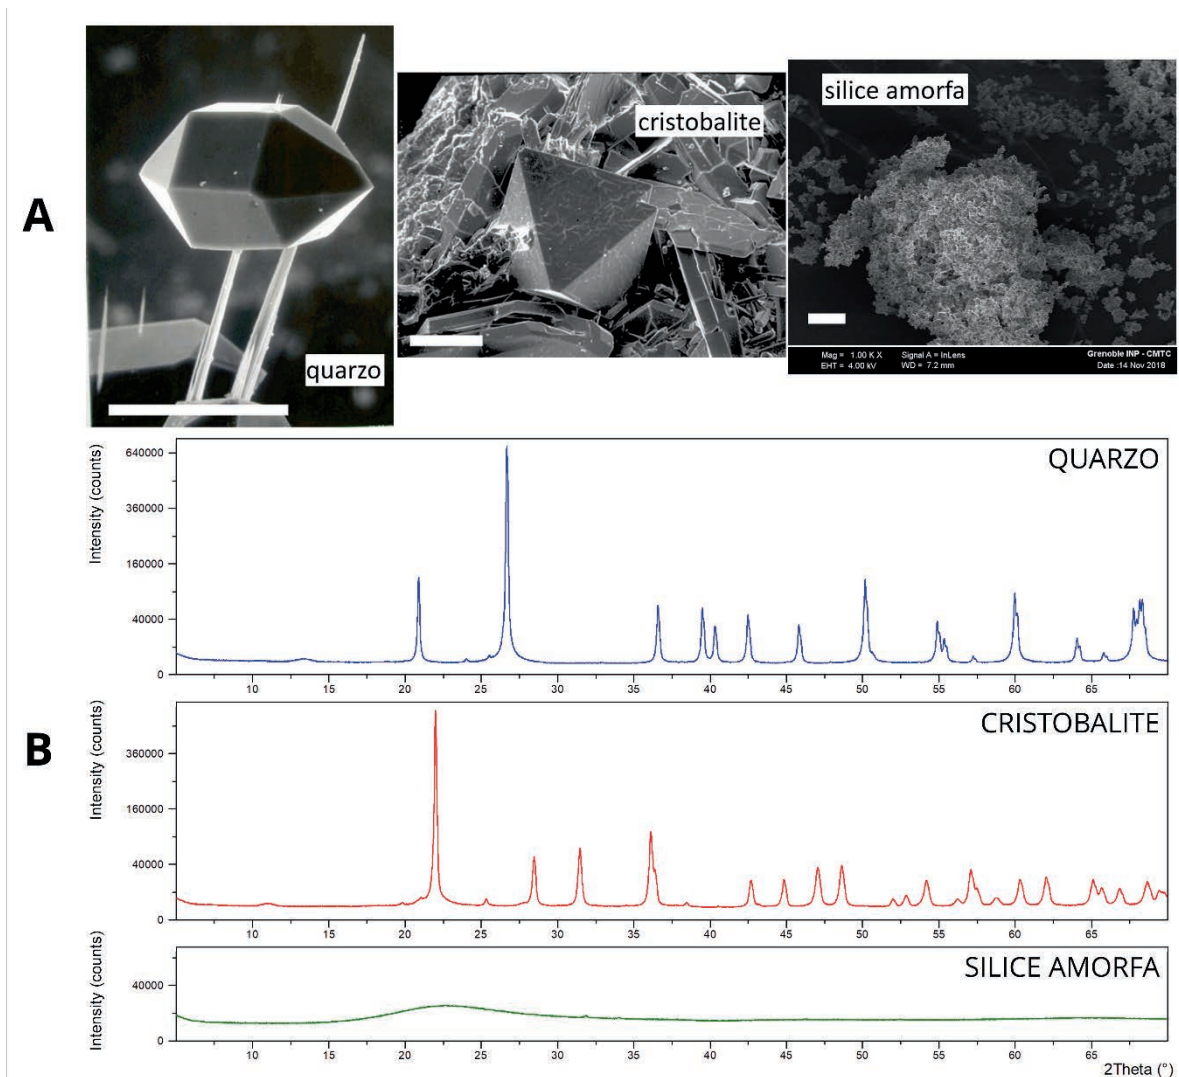 A
quarzo
cristobalite
silice amorfa
Mag = 1.00 K X Signal A = InLens Grenoble INP - CMTC
EHT = 4.00 kV WD = 7.2 mm Date :14 Nov 2018
B
QUARZO
Intensity (counts)
640000
360000
160000
40000
0
10 15 20 25 30 35 40 45 50 55 60 65
CRISTOBALITE
Intensity (counts)
360000
160000
40000
0
10 15 20 25 30 35 40 45 50 55 60 65
SILICE AMORFA
Intensity (counts)
40000
0
10 15 20 25 30 35 40 45 50 55 60 65
2Theta (°)